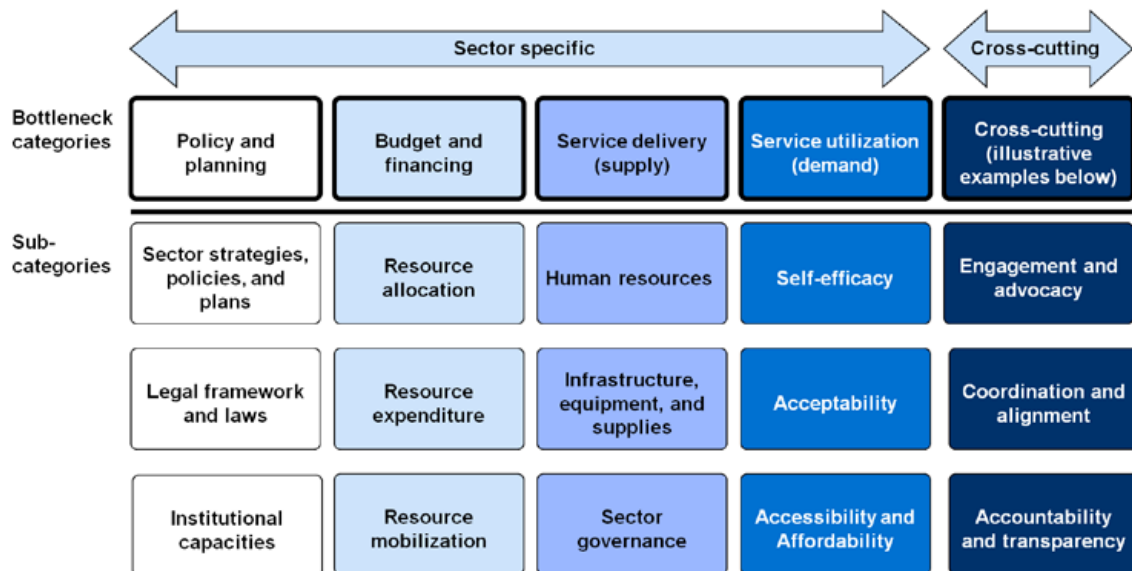 Sector specific
Cross-cutting
Bottleneck
categories
Policy and
planning
Budget and
financing
Service delivery
(supply)
Service utilization
(demand)
Cross-cutting
(illustrative
examples below)
Sub-
categories
Sector strategies,
policies, and
plans
Resource
allocation
Human resources
Self-efficacy
Engagement and
advocacy
Legal framework
and laws
Resource
expenditure
Infrastructure,
equipment, and
supplies
Acceptability
Coordination and
alignment
Institutional
capacities
Resource
mobilization
Sector
governance
Accessibility and
Affordability
Accountability
and transparency